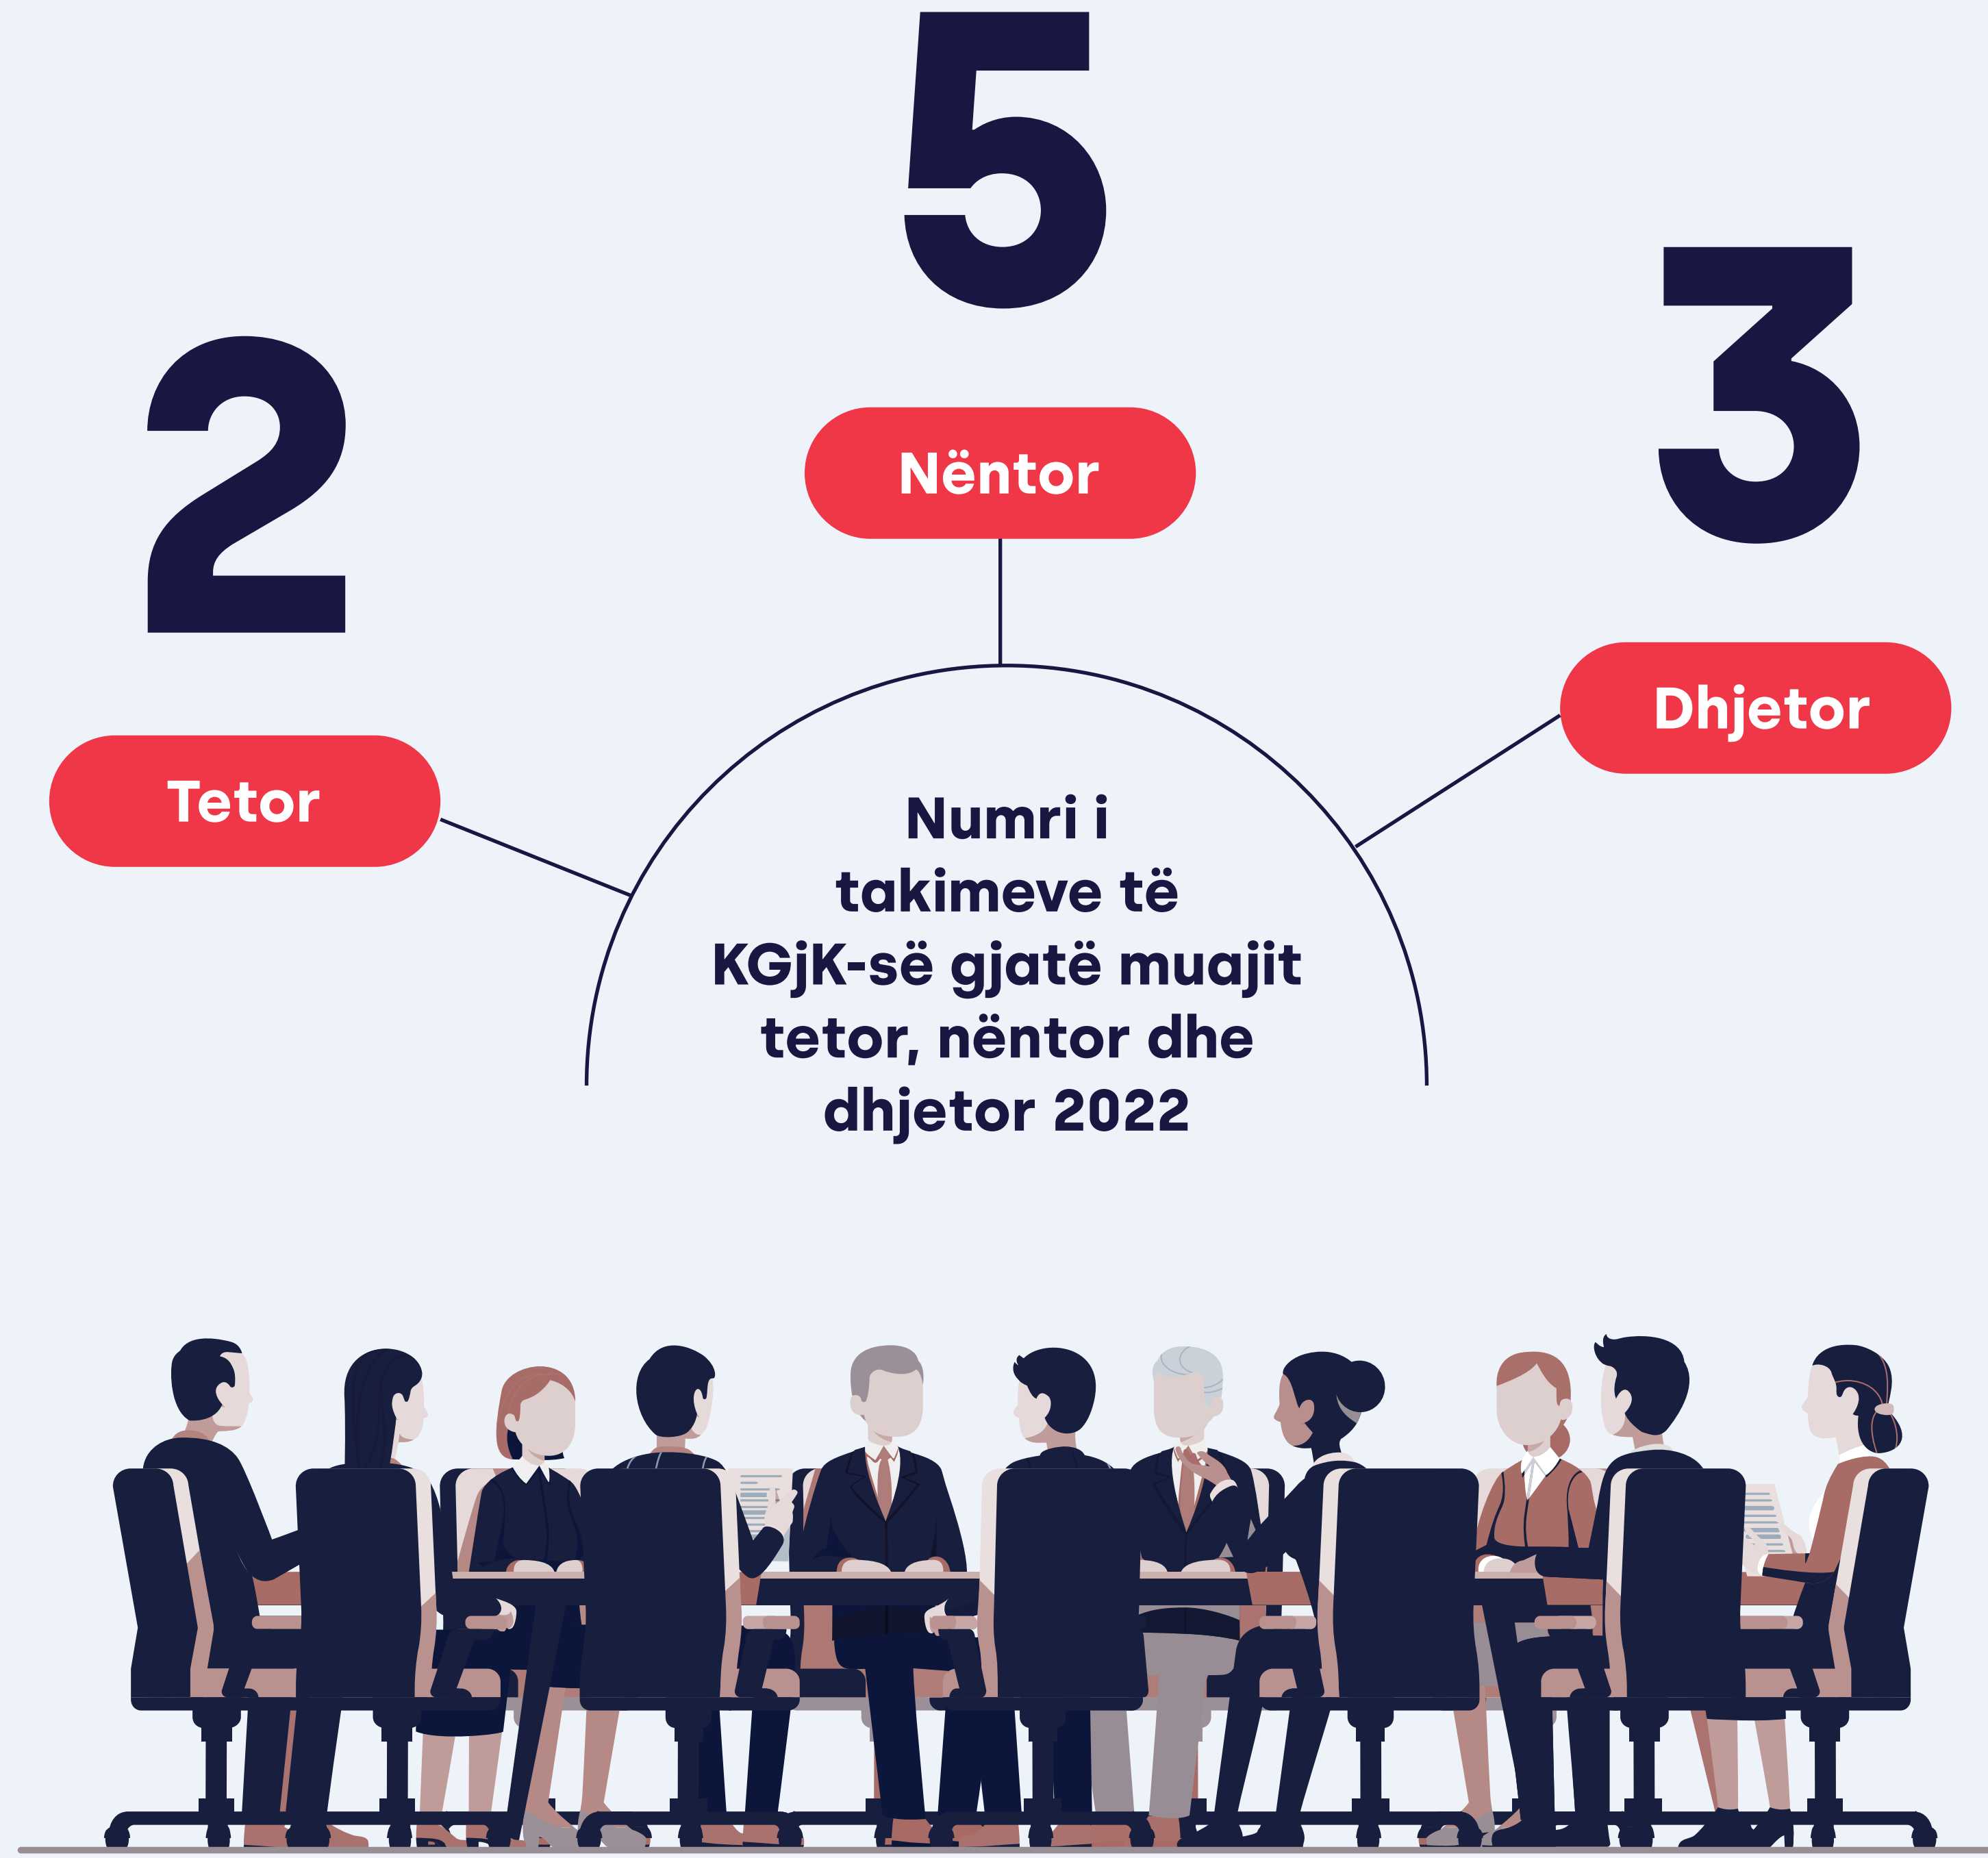 5
Nëntor
3
Dhjetor
2
Tetor
Numri i
takimeve të
KGjK-së gjatë muajit
tetor, nëntor dhe
dhjetor 2022